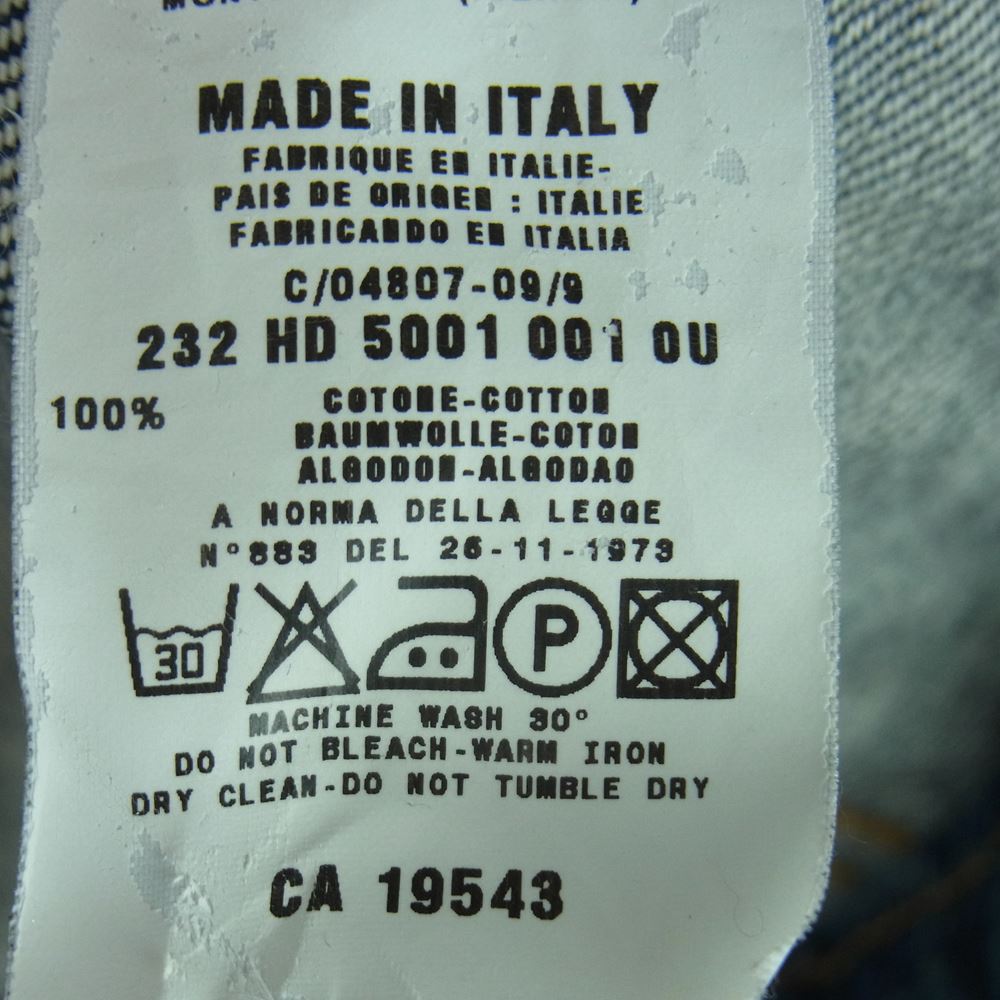 MADE IN ITALY
FABRIQUE EN ITALIE-
PAIS DE ORIGEN : ITALIE
FABRICANDO EN ITALIA
C/04807-09/9
232 HD 5001 001 0U
100% COTONE-COTTON
BAUMWOLLE-COTON
ALGODON-ALGODAO
A NORMA DELLA LEGGE
N°883 DEL 26-11-1973
30
P
MACHINE WASH 30°
DO NOT BLEACH-WARM IRON
DRY CLEAN-DO NOT TUMBLE DRY
CA 19543